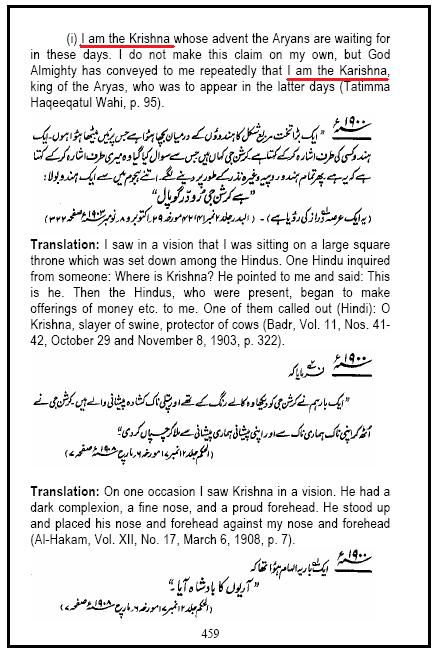 (i) I am the Krishna whose advent the Aryans are waiting for
in these days. I do not make this claim on my own, but God
Almighty has conveyed to me repeatedly that I am the Karishna,
king of the Aryas, who was to appear in the latter days (Tatimma
Haqeeqatul Wahi, p. 95).
۱۹۰۰ء "ایک بڑا تخت مربع شکل کا ہندوؤں کے درمیان بچھا ہوا ہے جس پر میں بیٹھا ہوا ہوں۔ ایک
ہندو کسی کی طرف اشارہ کرکے کہتا ہے کرشن جی کہاں ہیں جس سے سوال کیا گیا وہ میری طرف اشارہ کرکے کہتا
ہے کہ یہ ہے۔ پھر تمام ہندو روپیہ وغیرہ نذر کے طور پر دینے لگے۔ اتنے ہجوم میں سے ایک ہندو بولا:
"ہے کرشن جی رودّر گوپال"
(یہ ایک عرصہ دراز کی رؤیا ہے)۔ (البدر جلد ۲ نمبر ۴۱، ۴۲ مورخہ ۲۹؍ اکتوبر و ۸؍ نومبر ۱۹۰۳ء صفحہ ۳۲۲)
Translation: I saw in a vision that I was sitting on a large square
throne which was set down among the Hindus. One Hindu inquired
from someone: Where is Krishna? He pointed to me and said: This
is he. Then the Hindus, who were present, began to make
offerings of money etc. to me. One of them called out (Hindi): O
Krishna, slayer of swine, protector of cows (Badr, Vol. 11, Nos. 41-
42, October 29 and November 8, 1903, p. 322).
۱۹۰۰ء فرمایا کہ
"ایک بار ہم نے کرشن جی کو دیکھا وہ کالے رنگ کے تھے اور پتلی ناک کشادہ پیشانی والے ہیں۔ کرشن جی نے
اُٹھ کر اپنی ناک ہماری ناک سے اور اپنی پیشانی ہماری پیشانی سے ملا کر چسپاں کر دی"
(الحکم جلد ۱۲ نمبر ۱۷ مورخہ ۶؍ مارچ ۱۹۰۸ء صفحہ ۷)
Translation: On one occasion I saw Krishna in a vision. He had a
dark complexion, a fine nose, and a proud forehead. He stood up
and placed his nose and forehead against my nose and forehead
(Al-Hakam, Vol. XII, No. 17, March 6, 1908, p. 7).
۱۹۰۰ء ایک بار یہ الہام ہوا تھا کہ
"آریوں کا بادشاہ آیا۔"
(الحکم جلد ۱۲ نمبر ۱۷ مورخہ ۶؍ مارچ ۱۹۰۸ء صفحہ ۷)
459